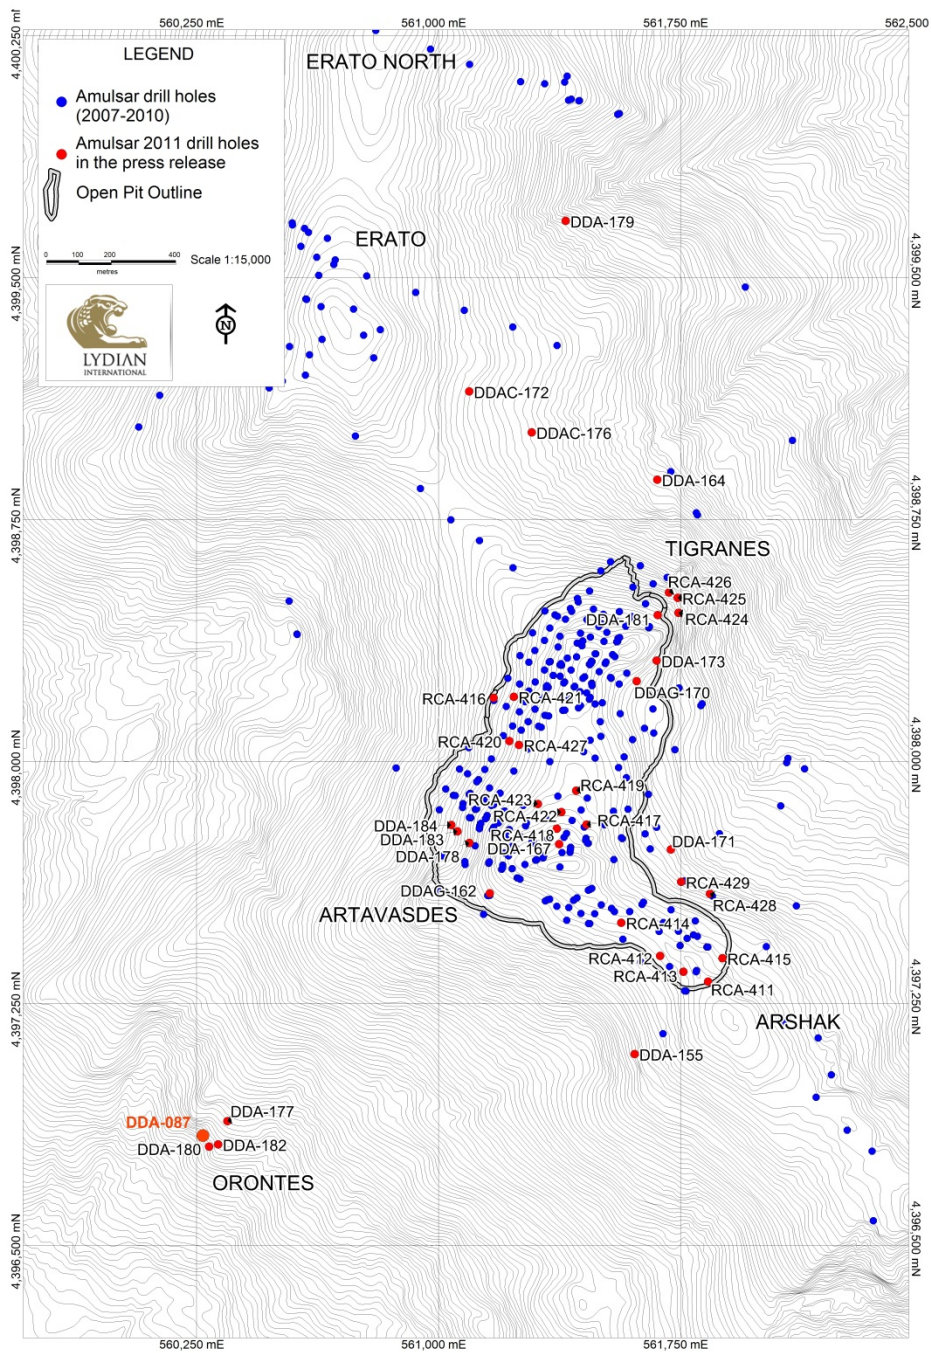 560,250 mE
561,000 mE
561,750 mE
562,500
4,400,250 mN
LEGEND
Amulsar drill holes
(2007-2010)
Amulsar 2011 drill holes
in the press release
Open Pit Outline
0 100 200 400
metres
Scale 1:15,000
LYDIAN
INTERNATIONAL
N
ERATO NORTH
DDA-179
ERATO
4,399,500 mN
4,399,500 mN
DDAC-172
DDAC-176
DDA-164
4,398,750 mN
4,398,750 mN
TIGRANES
RCA-426
RCA-425
DDA-181
RCA-424
DDA-173
DDAG-170
RCA-416
RCA-421
RCA-420
RCA-427
4,398,000 mN
4,398,000 mN
RCA-419
RCA-423
RCA-422
RCA-417
DDA-184
RCA-418
DDA-183
DDA-167
DDA-171
DDA-178
RCA-429
DDAG-162
RCA-428
ARTAVASDES
RCA-414
RCA-412
RCA-415
RCA-413
RCA-411
4,397,250 mN
4,397,250 mN
ARSHAK
DDA-155
DDA-177
DDA-087
DDA-180
DDA-182
ORONTES
4,396,500 mN
4,396,500 mN
560,250 mE
561,000 mE
561,750 mE